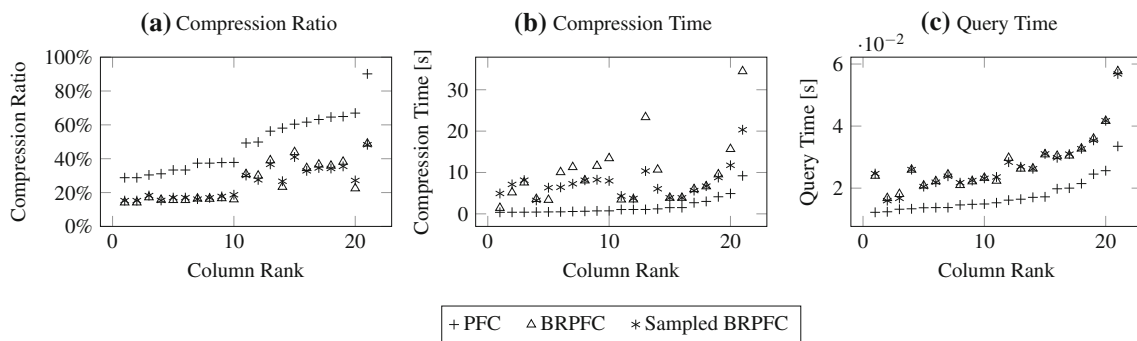 (a) Compression Ratio
Compression Ratio
100%
80%
60%
40%
20%
0%
0
10
20
Column Rank
(b) Compression Time
Compression Time [s]
30
20
10
0
0
10
20
Column Rank
(c) Query Time
·10−2
Query Time [s]
6
4
2
0
10
20
Column Rank
PFC BRPFC Sampled BRPFC